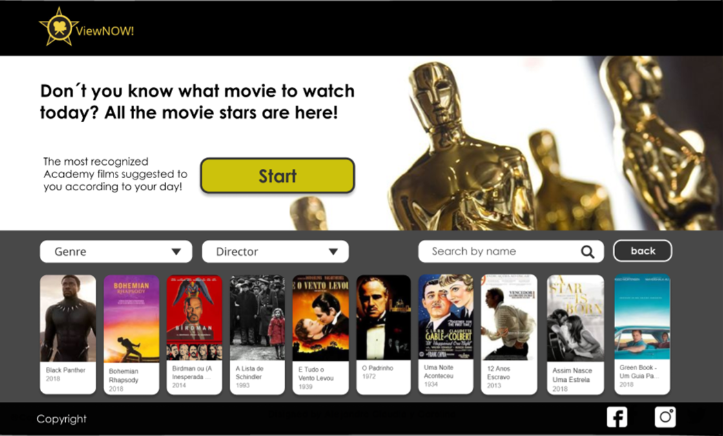 ViewNOW!
Don´t you know what movie to watch
today? All the movie stars are here!
The most recognized
Academy films suggested to
you according to your day!
Start
Genre
Director
Search by name
back
BOHEMIAN
RHAPSODY
BIRDMAN
E O VENTO LEVOU
GABLE and COLBERT
A STAR IS BORN
Black Panther
2018
Bohemian
Rhapsody
2018
Birdman ou (A
Inesperada ...
2014
A Lista de
Schindler
1993
E Tudo o
Vento Levou
1939
O Padrinho
1972
Uma Noite
Aconteceu
1934
12 Anos
Escravo
2013
Assim Nasce
Uma Estrela
2018
Green Book -
Um Guia Pa...
2018
Copyright